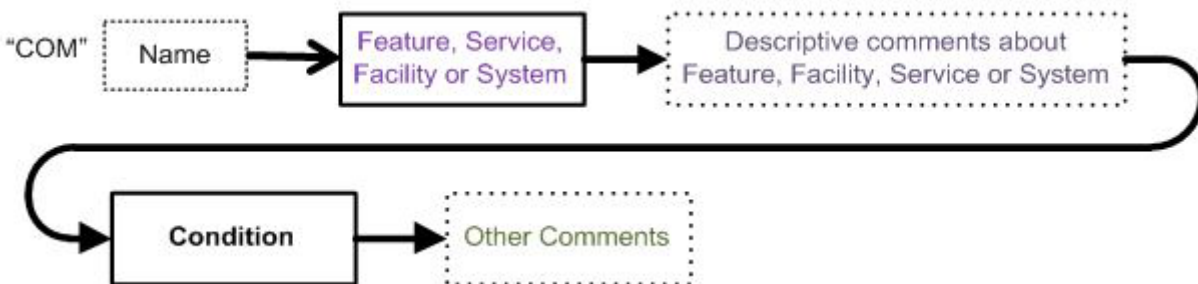 “COM”
Name
Feature, Service,
Facility or System
Descriptive comments about
Feature, Facility, Service or System
Condition
Other Comments